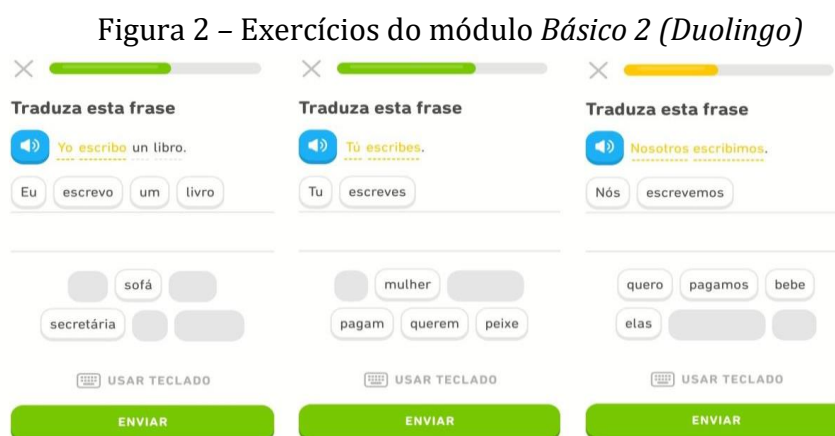 Figura 2 – Exercícios do módulo Básico 2 (Duolingo)
Traduza esta frase
Yo escribo un libro.
Eu escrevo um livro
sofá
secretária
USAR TECLADO
ENVIAR
Traduza esta frase
Tú escribes.
Tu escreves
mulher
pagam querem peixe
USAR TECLADO
ENVIAR
Traduza esta frase
Nosotros escribimos.
Nós escrevemos
quero pagamos bebe
elas
USAR TECLADO
ENVIAR